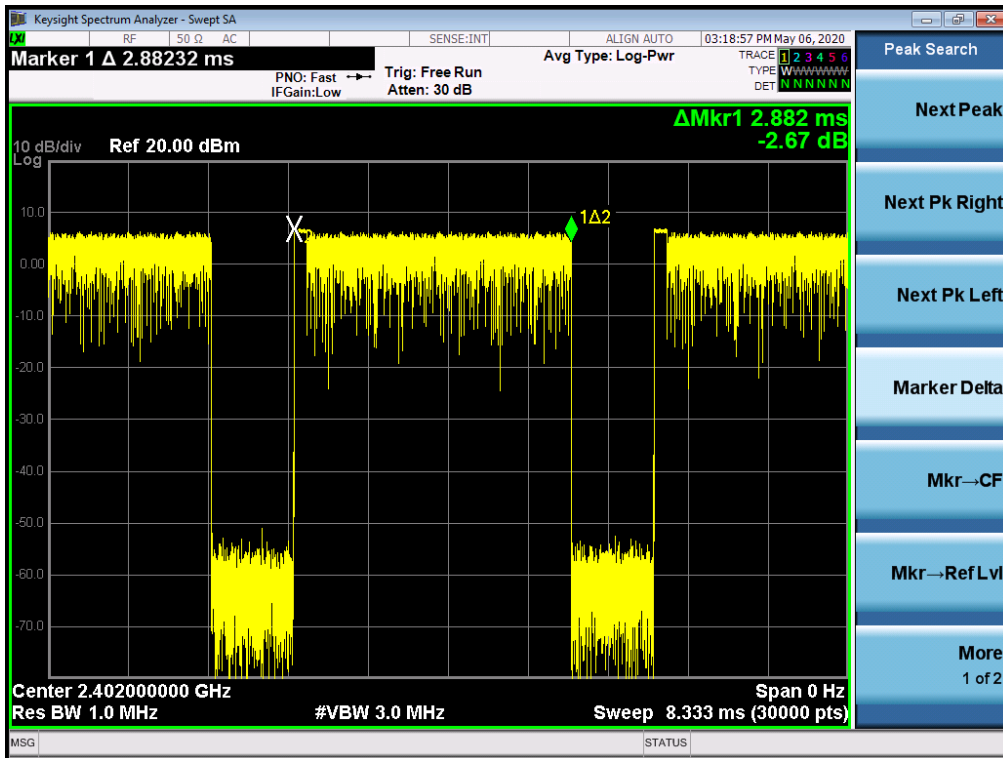 Keysight Spectrum Analyzer - Swept SA
LXI RF 50 Ω AC SENSE:INT ALIGN AUTO 03:18:57 PM May 06, 2020
Marker 1 Δ 2.88232 ms
PNO: Fast
IFGain:Low
Trig: Free Run
Atten: 30 dB
Avg Type: Log-Pwr
TRACE 1 2 3 4 5 6
TYPE WWWWWW
DET N N N N N N
ΔMkr1 2.882 ms
-2.67 dB
10 dB/div Ref 20.00 dBm
Log
10.0
0.00
-10.0
-20.0
-30.0
-40.0
-50.0
-60.0
-70.0
1Δ2
Center 2.402000000 GHz Span 0 Hz
Res BW 1.0 MHz #VBW 3.0 MHz Sweep 8.333 ms (30000 pts)
MSG STATUS
Peak Search
Next Peak
Next Pk Right
Next Pk Left
Marker Delta
Mkr→CF
Mkr→Ref Lvl
More
1 of 2